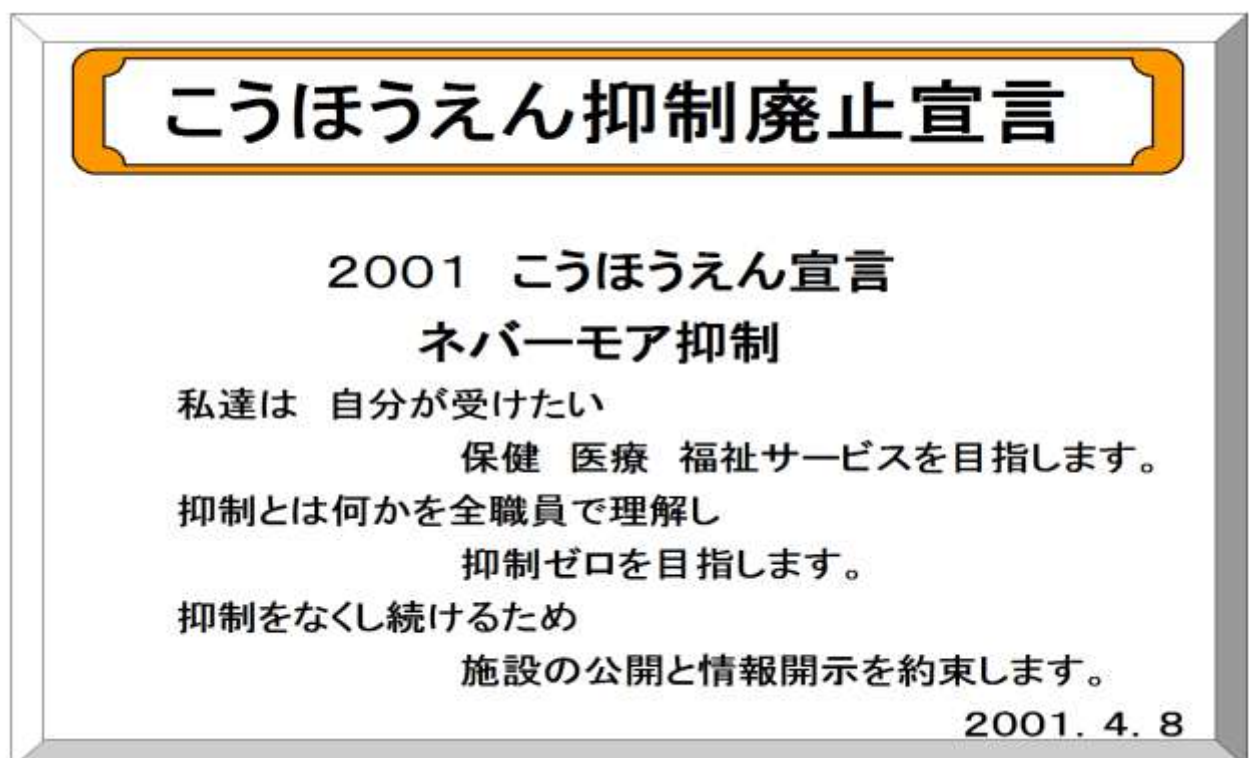 こうほうえん抑制廃止宣言
2001 こうほうえん宣言
ネバーモア抑制
私達は 自分が受けたい
保健 医療 福祉サービスを目指します。
抑制とは何かを全職員で理解し
抑制ゼロを目指します。
抑制をなくし続けるため
施設の公開と情報開示を約束します。
2001.4.8